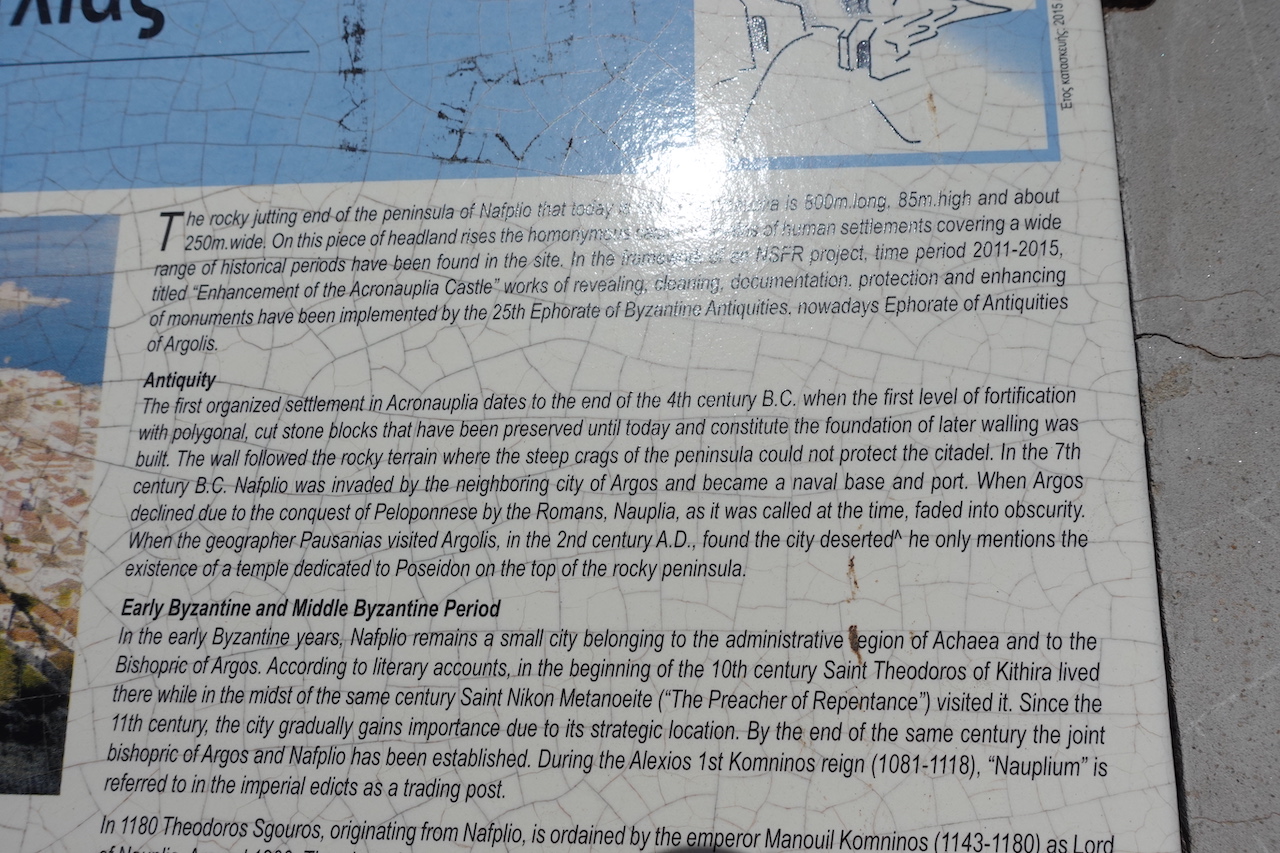 λιας
Έτος κατασκευής: 2015
The rocky jutting end of the peninsula of Nafplio that today is 500m.long, 85m.high and about
250m.wide. On this piece of headland rises the homonymous of human settlements covering a wide
range of historical periods have been found in the site. In the framework of an NSFR project, time period 2011-2015,
titled “Enhancement of the Acronauplia Castle” works of revealing, cleaning, documentation. protection and enhancing
of monuments have been implemented by the 25th Ephorate of Byzantine Antiquities. nowadays Ephorate of Antiquities
of Argolis.
Antiquity
The first organized settlement in Acronauplia dates to the end of the 4th century B.C. when the first level of fortification
with polygonal, cut stone blocks that have been preserved until today and constitute the foundation of later walling was
built. The wall followed the rocky terrain where the steep crags of the peninsula could not protect the citadel. In the 7th
century B.C. Nafplio was invaded by the neighboring city of Argos and became a naval base and port. When Argos
declined due to the conquest of Peloponnese by the Romans, Nauplia, as it was called at the time, faded into obscurity.
When the geographer Pausanias visited Argolis, in the 2nd century A.D., found the city deserted^ he only mentions the
existence of a temple dedicated to Poseidon on the top of the rocky peninsula.
Early Byzantine and Middle Byzantine Period
In the early Byzantine years, Nafplio remains a small city belonging to the administrative region of Achaea and to the
Bishopric of Argos. According to literary accounts, in the beginning of the 10th century Saint Theodoros of Kithira lived
there while in the midst of the same century Saint Nikon Metanoeite (“The Preacher of Repentance”) visited it. Since the
11th century, the city gradually gains importance due to its strategic location. By the end of the same century the joint
bishopric of Argos and Nafplio has been established. During the Alexios 1st Komninos reign (1081-1118), “Nauplium” is
referred to in the imperial edicts as a trading post.
In 1180 Theodoros Sgouros, originating from Nafplio, is ordained by the emperor Manouil Komninos (1143-1180) as Lord